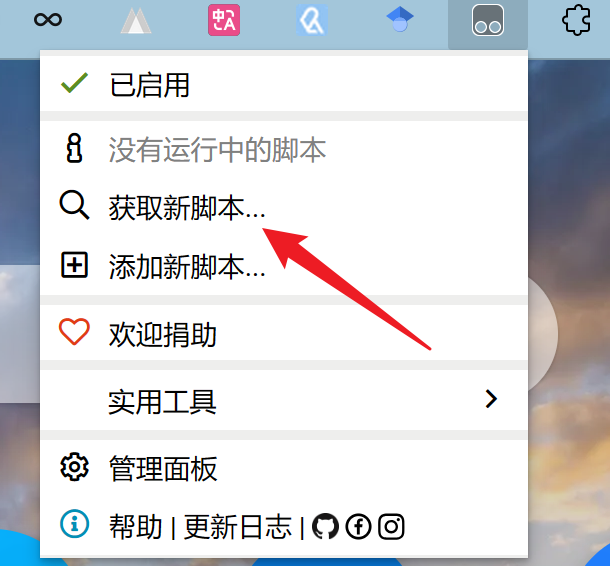 中 A
已启用
没有运行中的脚本
获取新脚本...
添加新脚本...
欢迎捐助
实用工具
管理面板
帮助 | 更新日志 |